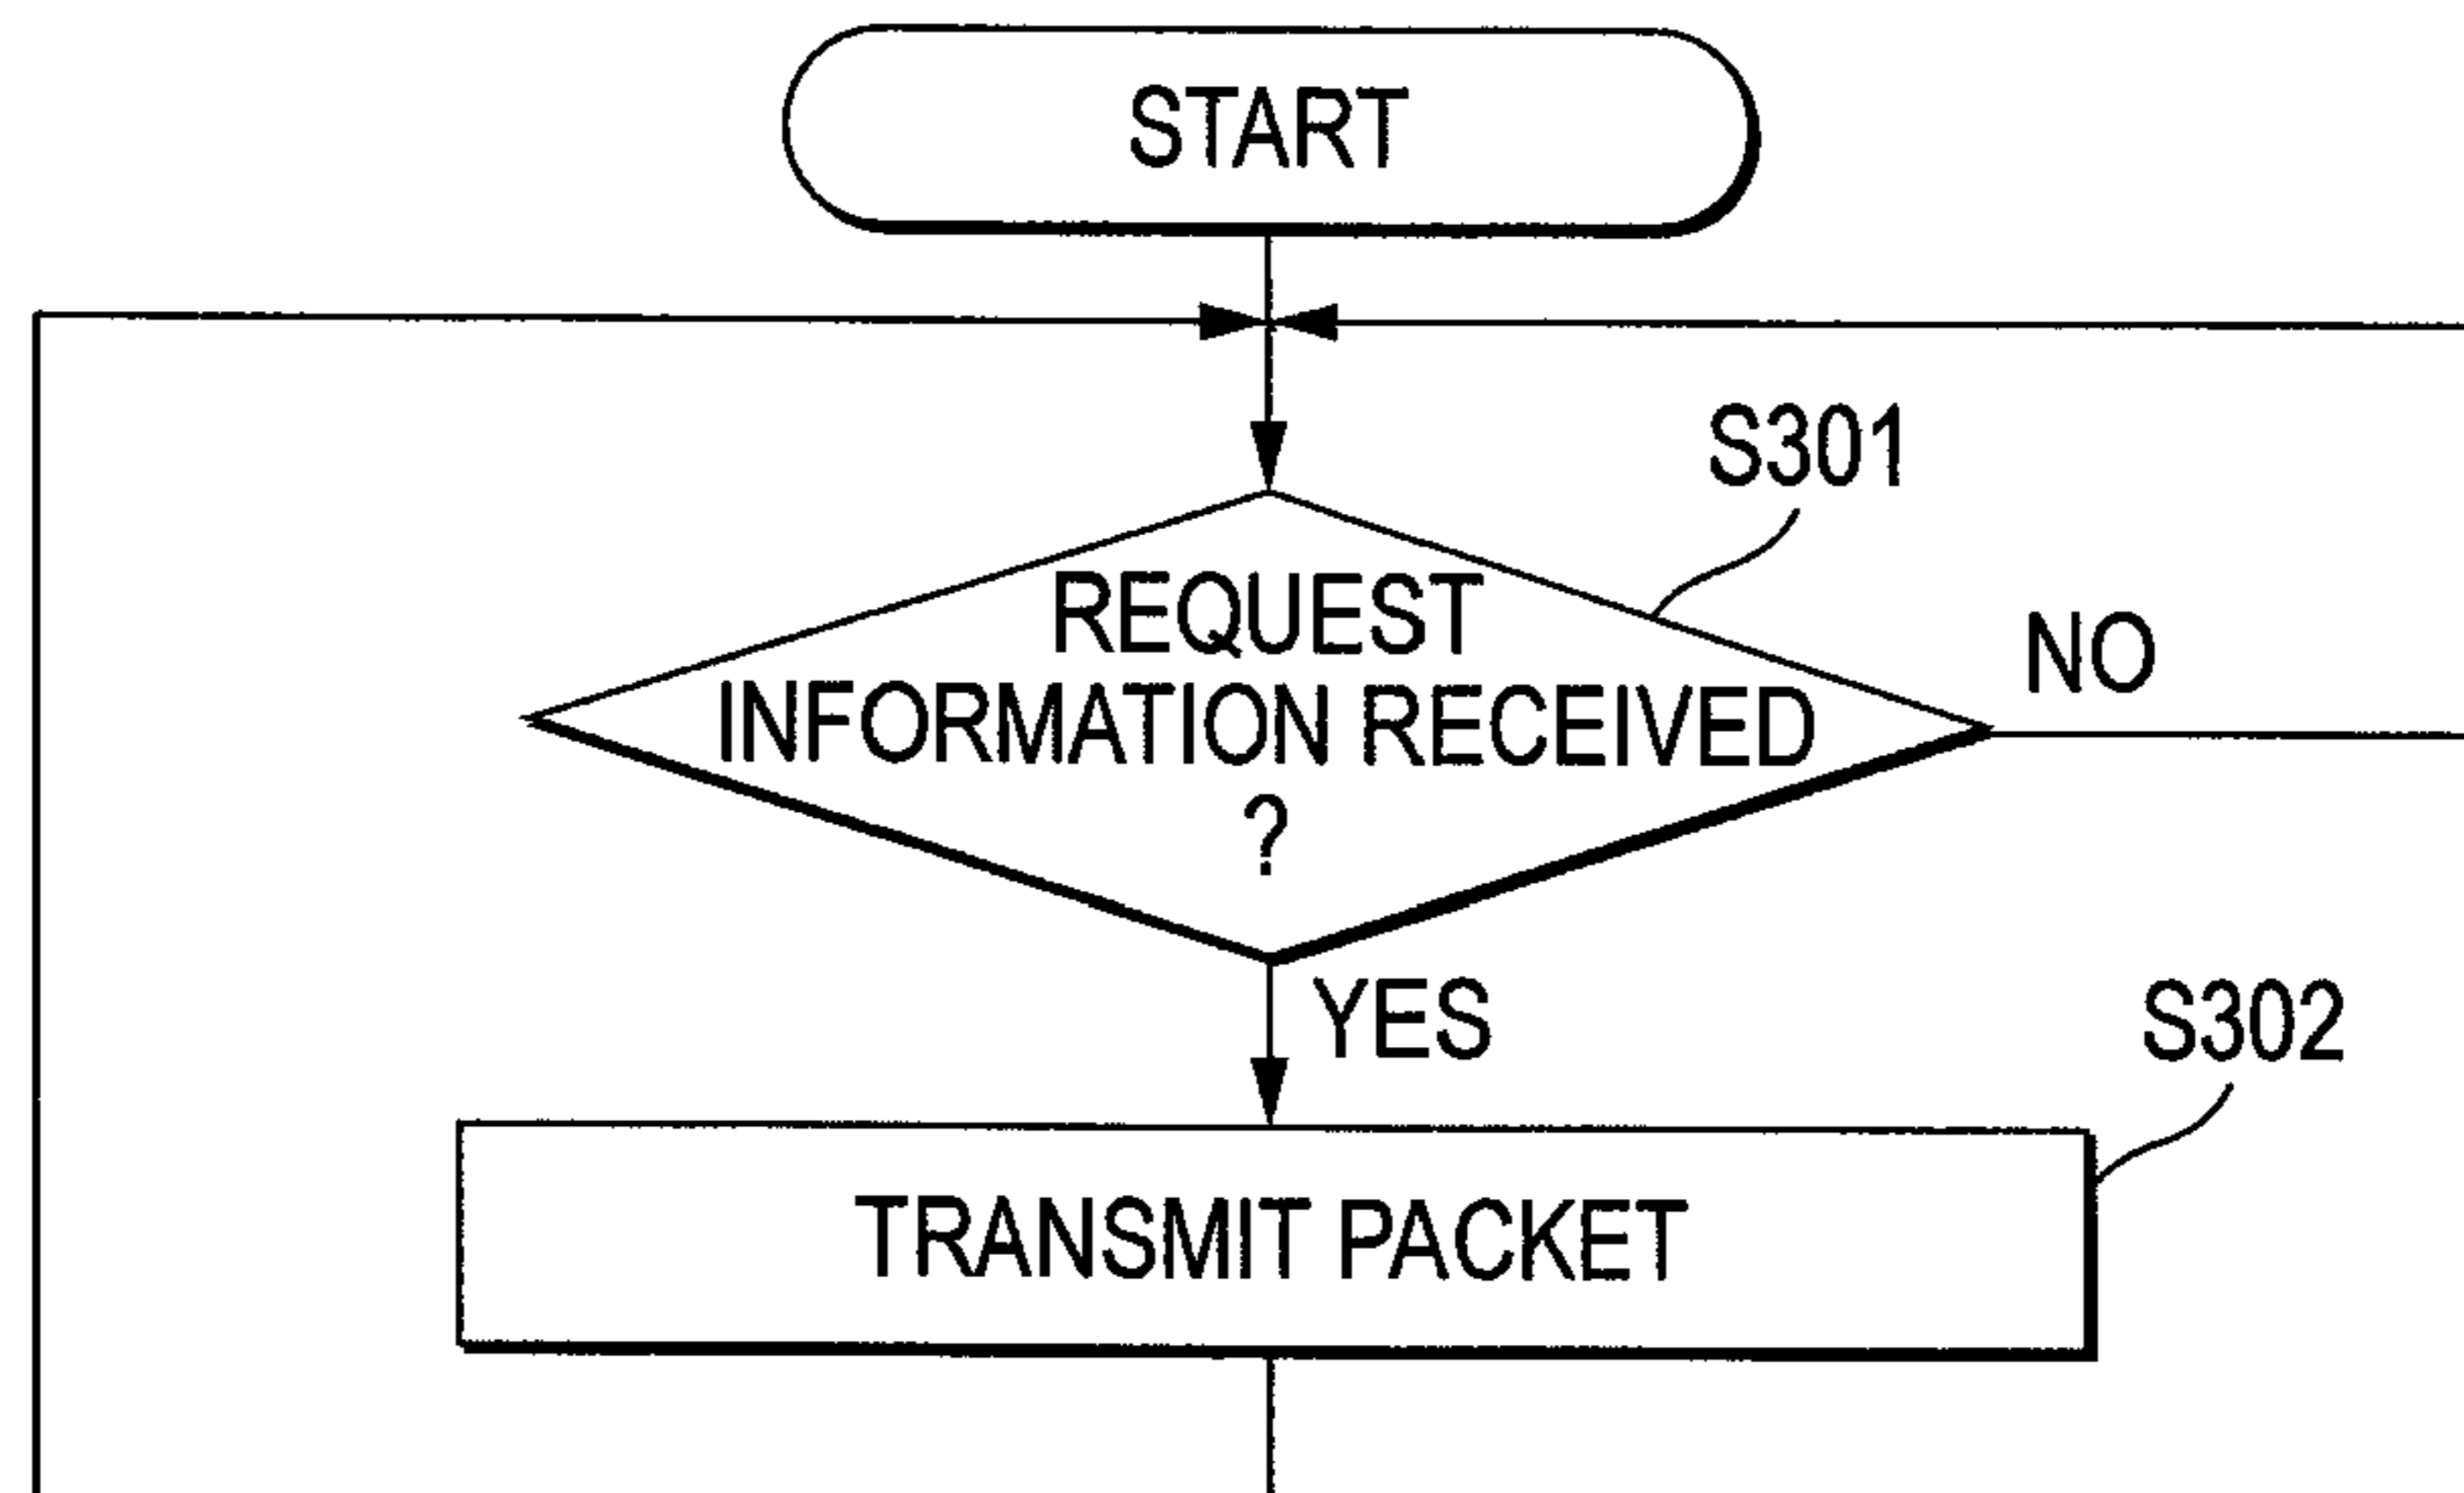 START
S301
REQUEST
INFORMATION RECEIVED
?
NO
YES
S302
TRANSMIT PACKET